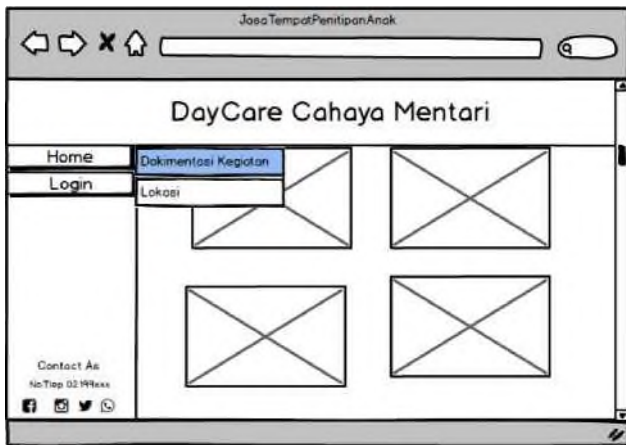 JasaTempatPenitipanAnak
DayCare Cahaya Mentari
Home
Login
Dokimentasi Kegiatan
Lokasi
Contact As
No Tlep 02199xxx